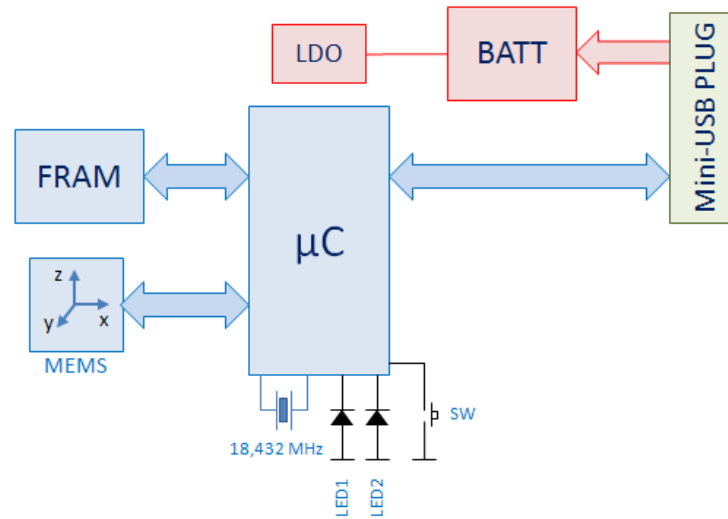 LDO
BATT
Mini-USB PLUG
FRAM
µC
z
y
x
MEMS
18,432 MHz
SW
LED1
LED2